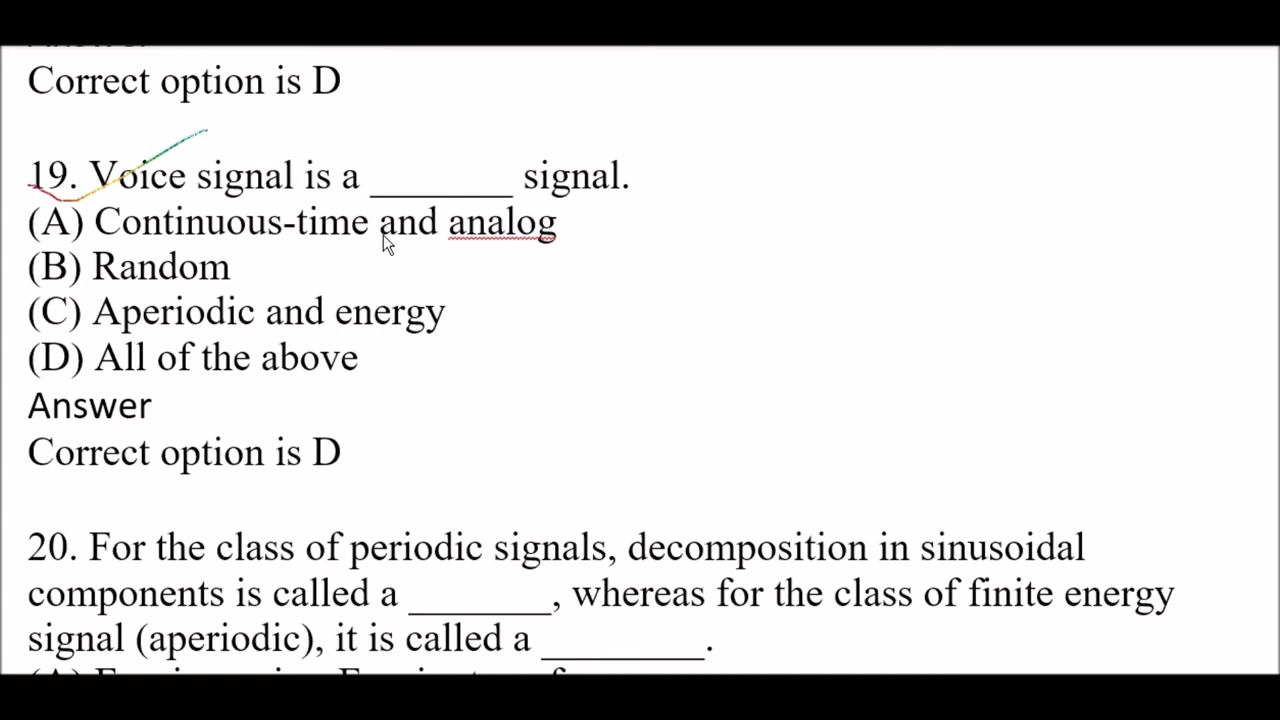 Correct option is D
19. Voice signal is a ________ signal.
(A) Continuous-time and analog
(B) Random
(C) Aperiodic and energy
(D) All of the above
Answer
Correct option is D
20. For the class of periodic signals, decomposition in sinusoidal
components is called a _______, whereas for the class of finite energy
signal (aperiodic), it is called a ________.